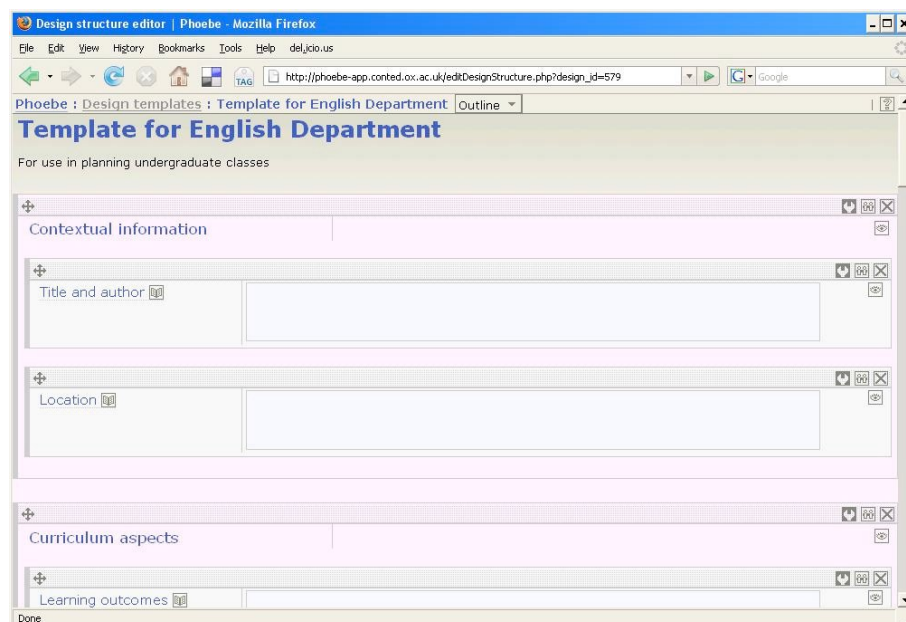 Design structure editor | Phoebe - Mozilla Firefox
File Edit View History Bookmarks Tools Help del.icio.us
TAG http://phoebe-app.conted.ox.ac.uk/editDesignStructure.php?design_id=579 G Google
Phoebe : Design templates : Template for English Department Outline | ?
Template for English Department
For use in planning undergraduate classes
Contextual information
Title and author
Location
Curriculum aspects
Learning outcomes
Done